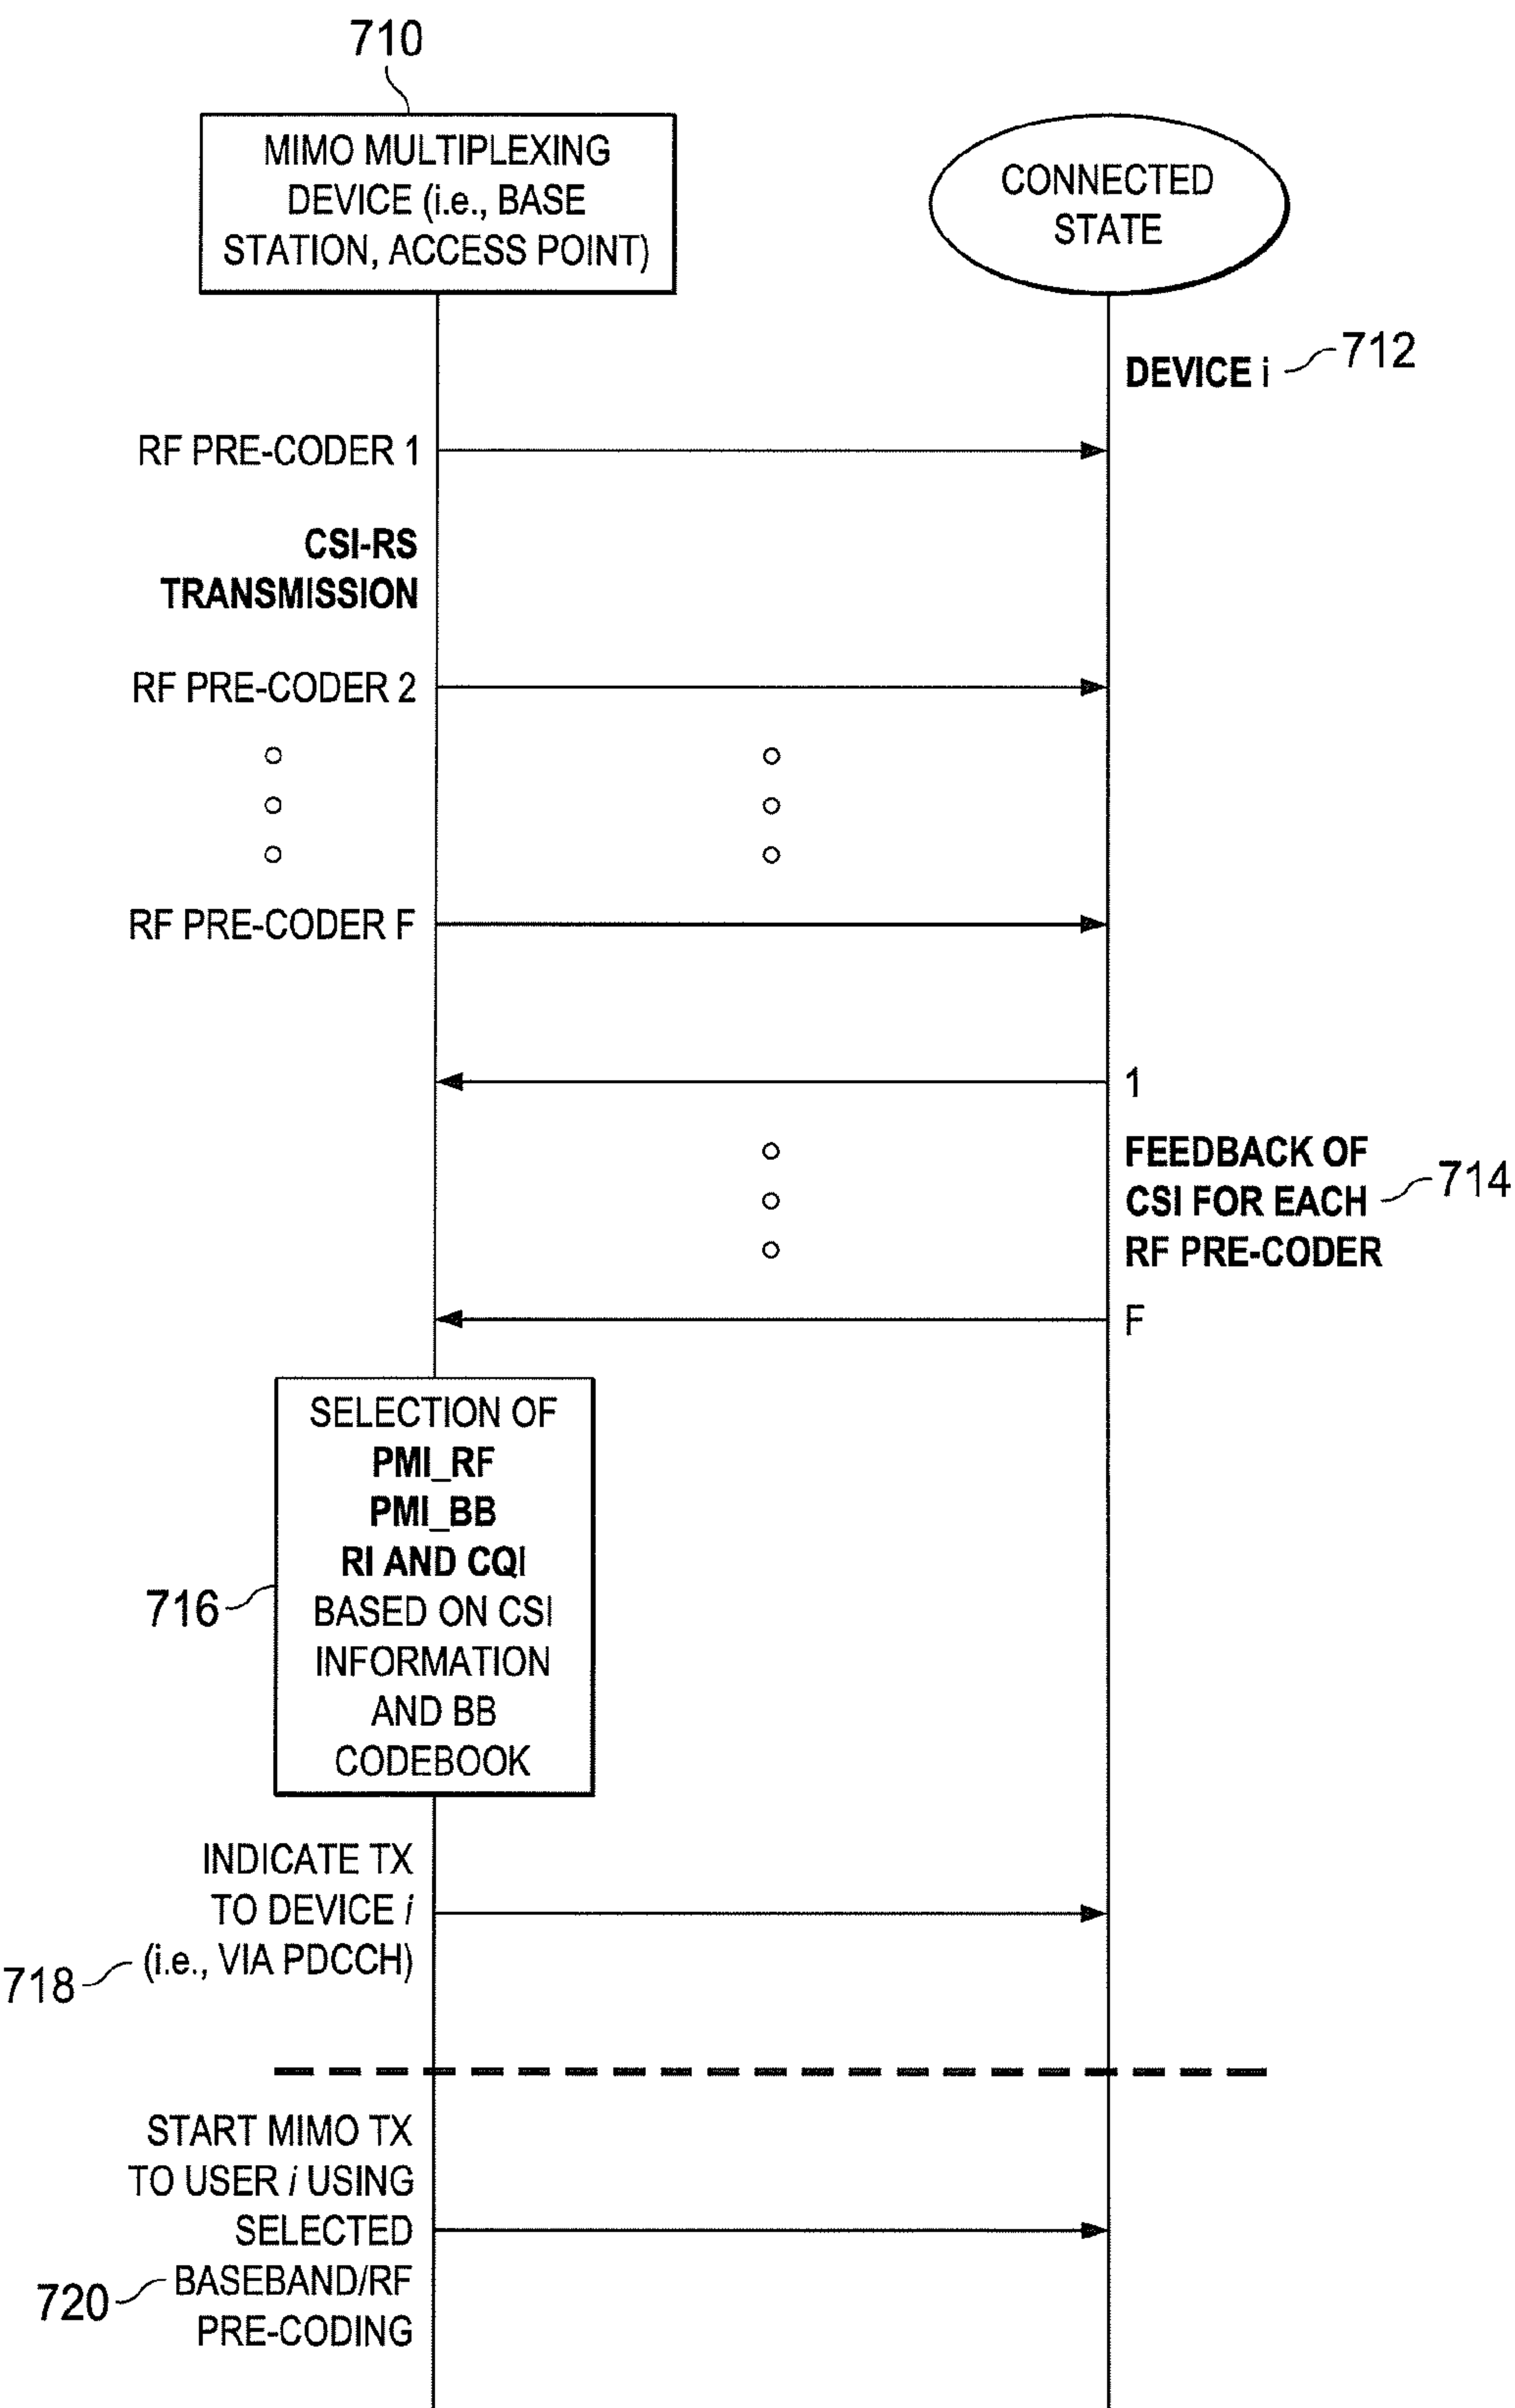 710
MIMO MULTIPLEXING
DEVICE (i.e., BASE
STATION, ACCESS POINT)
CONNECTED
STATE
DEVICE i
712
RF PRE-CODER 1
CSI-RS
TRANSMISSION
RF PRE-CODER 2
RF PRE-CODER F
1
FEEDBACK OF
CSI FOR EACH
RF PRE-CODER
714
F
SELECTION OF
PMI_RF
PMI_BB
RI AND CQI
BASED ON CSI
INFORMATION
AND BB
CODEBOOK
716
INDICATE TX
TO DEVICE i
(i.e., VIA PDCCH)
718
START MIMO TX
TO USER i USING
SELECTED
BASEBAND/RF
PRE-CODING
720